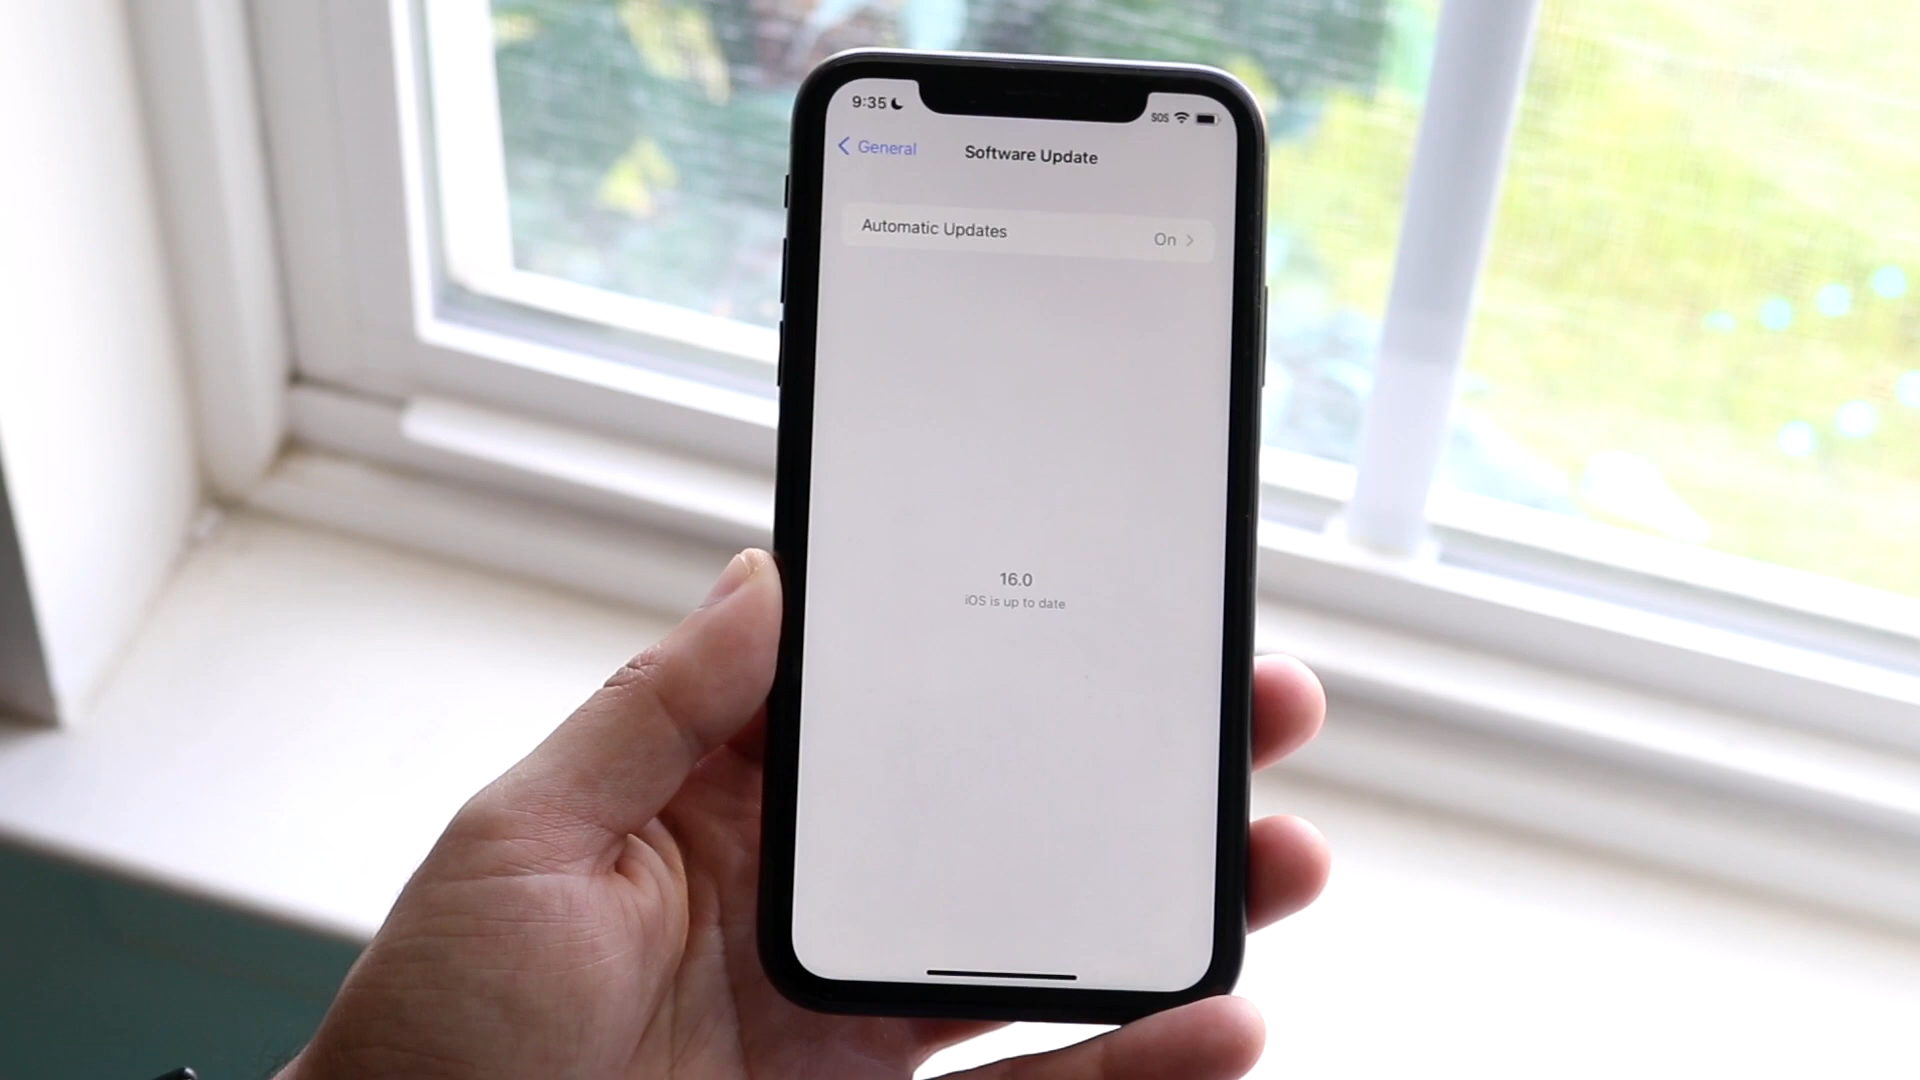 9:35
SOS
General
Software Update
Automatic Updates
On
16.0
iOS is up to date